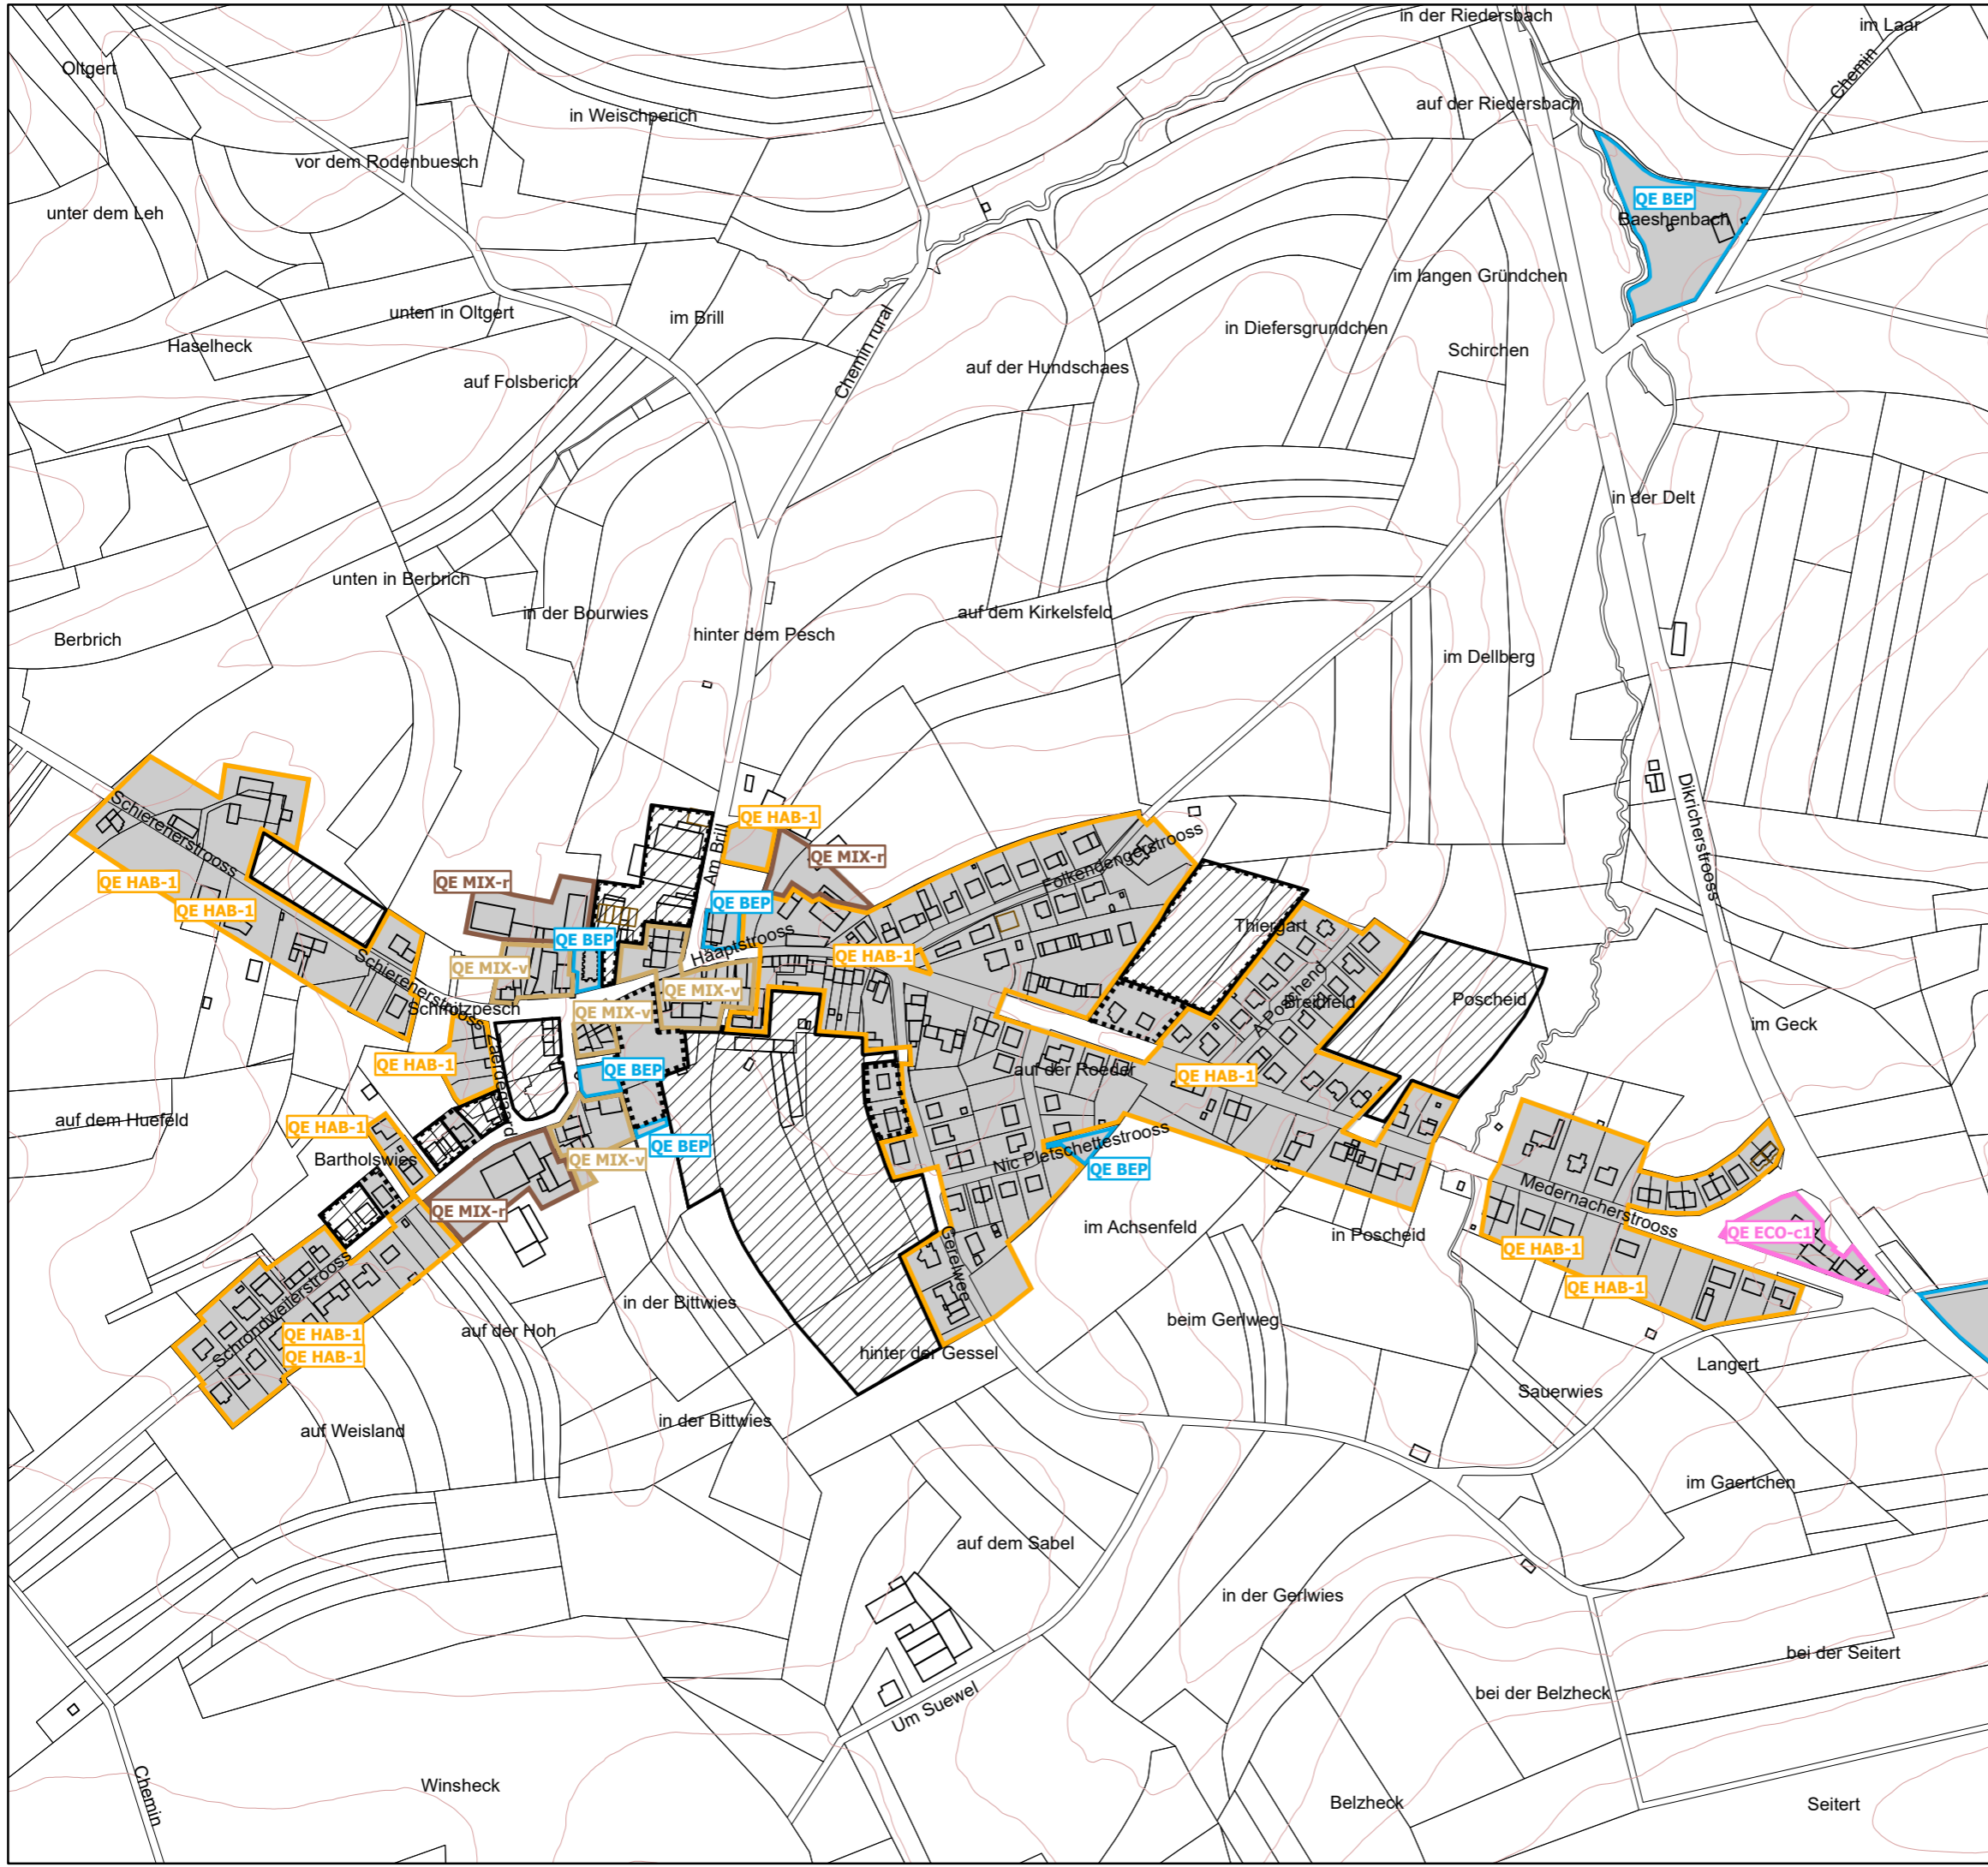 in der Riedersbach
im Laar
Oltgert
Chemin
auf der Riedersbach
in Weischperich
vor dem Rodenbuesch
QE BEP
unter dem Leh
Baeshenbach
im langen Gründchen
unten in Oltgert
im Brill
in Diefersgrundchen
Haselheck
Chemin rural
Schirchen
auf der Hundschaes
auf Folsberich
in der Delt
unten in Berbrich
in der Bourwies
auf dem Kirkelsfeld
hinter dem Pesch
Berbrich
im Dellberg
Dikricherstrooss
Schierenerstrooss
QE HAB-1
Am Brill
QE MIX-r
Folkendengerstrooss
QE HAB-1
QE MIX-r
QE HAB-1
QE BEP
Thiergart
QE BEP
Haaptstrooss
QE HAB-1
QE MIX-v
Schierenerstrooss
QE MIX-v
A Poschend
Breidfeld
Poscheid
Schmitzpesch
QE MIX-v
im Geck
Zaergegaard
QE HAB-1
QE BEP
auf der Roeder
QE HAB-1
auf dem Huefeld
QE HAB-1
Nic Pletschettestrooss
QE BEP
Bartholswies
QE MIX-v
QE BEP
QE MIX-r
Medernacherstrooss
im Achsenfeld
in Poscheid
QE ECO-c1
Gerelwee
QE HAB-1
QE HAB-1
in der Bittwies
Schrondweilerstrooss
beim Gerlweg
auf der Hoh
QE HAB-1
QE HAB-1
hinter der Gessel
Langert
Sauerwies
in der Bittwies
auf Weisland
im Gaertchen
auf dem Sabel
in der Gerlwies
bei der Seitert
bei der Belzheck
Um Suewel
Chemin
Winsheck
Belzheck
Seitert